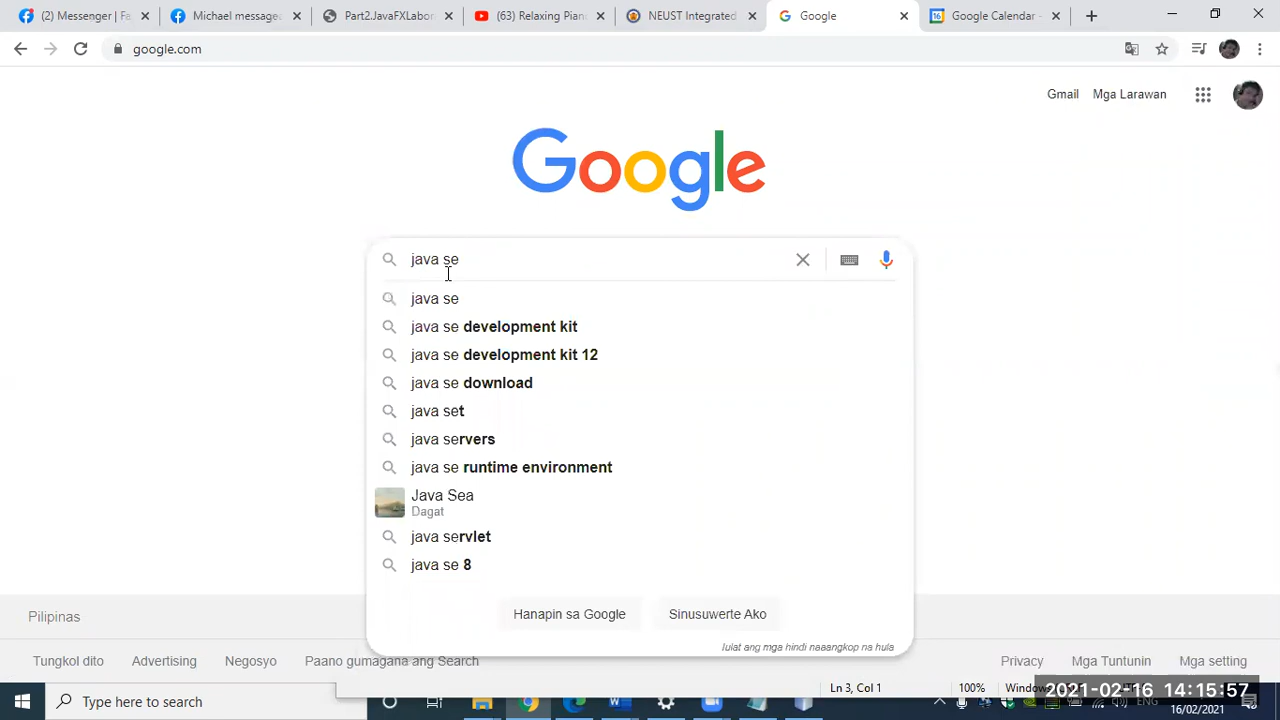 (2) Messenger | Fa
Michael message
Part2.JavaFXLabor
(63) Relaxing Pian
NEUST Integrated
Google
Google Calendar -
google.com
Gmail
Mga Larawan
Google
java se
java se
java se development kit
java se development kit 12
java se download
java set
java servers
java se runtime environment
Java Sea
Dagat
java servlet
java se 8
Hanapin sa Google
Sinusuwerte Ako
Iulat ang mga hindi naaangkop na hula
Pilipinas
Tungkol dito
Advertising
Negosyo
Paano gumagana ang Search
Privacy
Mga Tuntunin
Mga setting
Ln 3, Col 1
100%
2021-02-16 14:15:57
Type here to search
ENG
16/02/2021